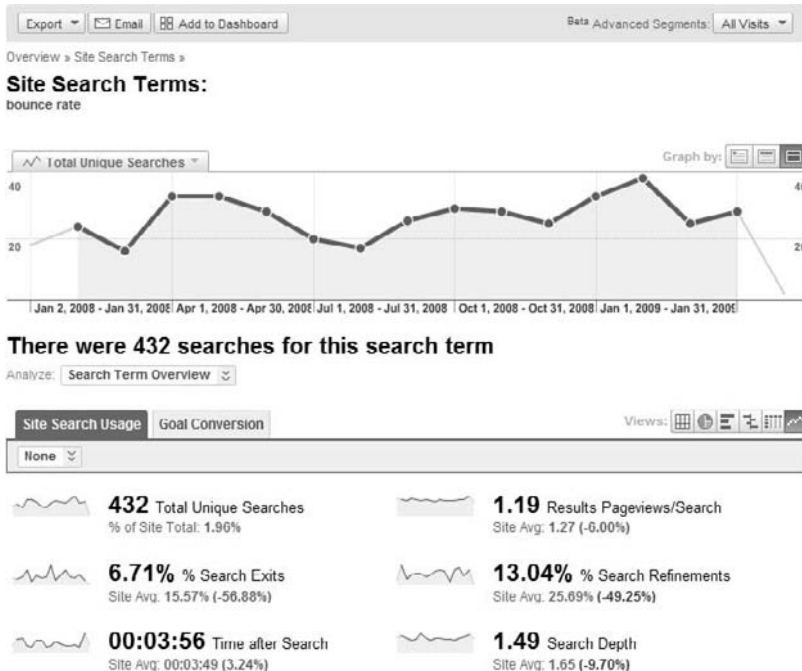 Export Email Add to Dashboard Beta Advanced Segments: All Visits
Overview » Site Search Terms »
Site Search Terms:
bounce rate
Total Unique Searches Graph by:
40 40
20 20
Jan 2, 2008 - Jan 31, 2008 Apr 1, 2008 - Apr 30, 2008 Jul 1, 2008 - Jul 31, 2008 Oct 1, 2008 - Oct 31, 2008 Jan 1, 2009 - Jan 31, 2009
There were 432 searches for this search term
Analyze: Search Term Overview
Site Search Usage Goal Conversion Views:
None
432 Total Unique Searches 1.19 Results Pageviews/Search
% of Site Total: 1.96% Site Avg: 1.27 (-6.00%)
6.71% % Search Exits 13.04% % Search Refinements
Site Avg: 15.57% (-56.88%) Site Avg: 25.69% (-49.25%)
00:03:56 Time after Search 1.49 Search Depth
Site Avg: 00:03:49 (3.24%) Site Avg: 1.65 (-9.70%)